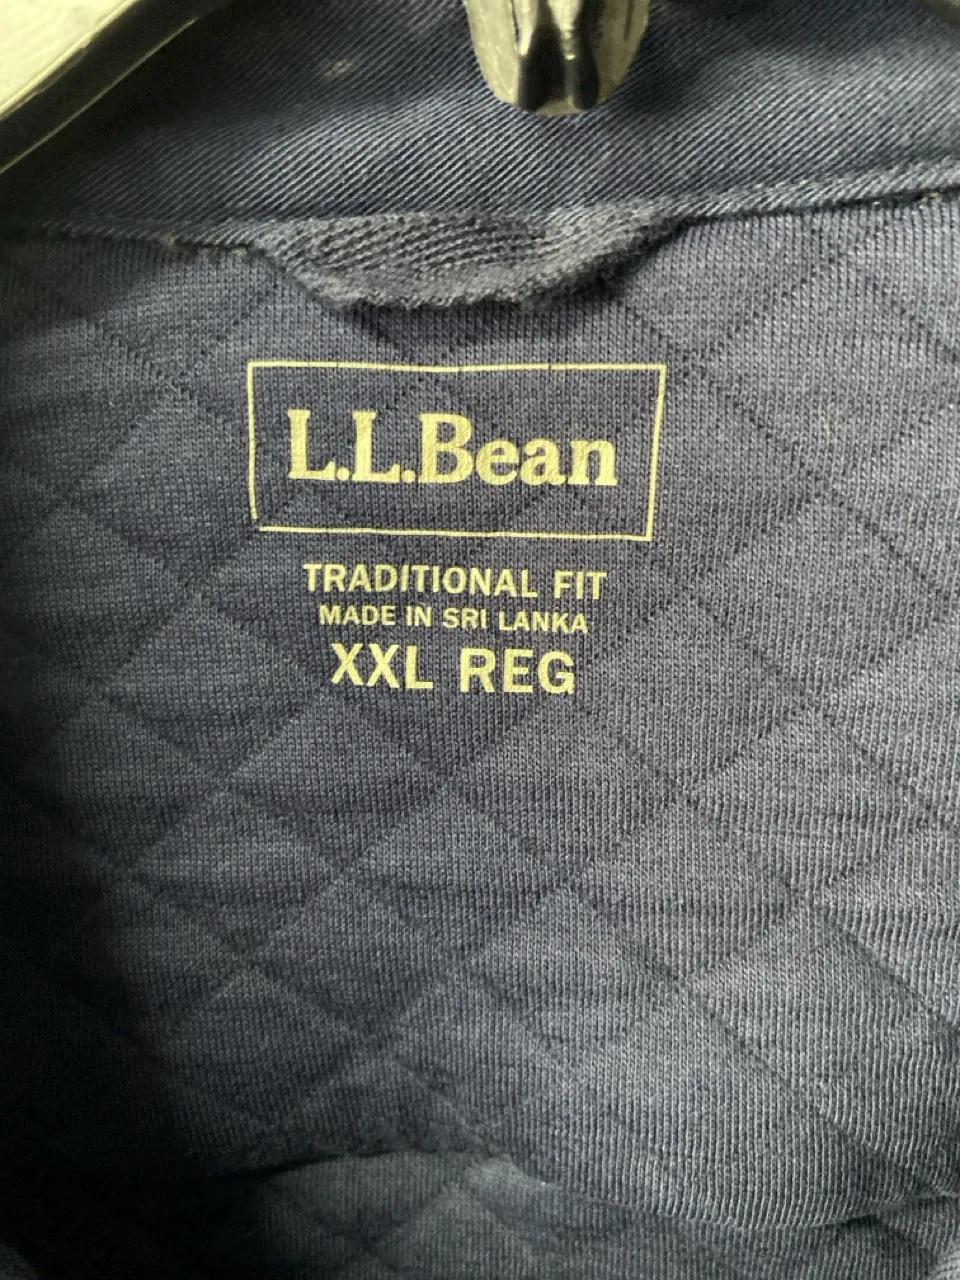 L.L.Bean
TRADITIONAL FIT
MADE IN SRI LANKA
XXL REG